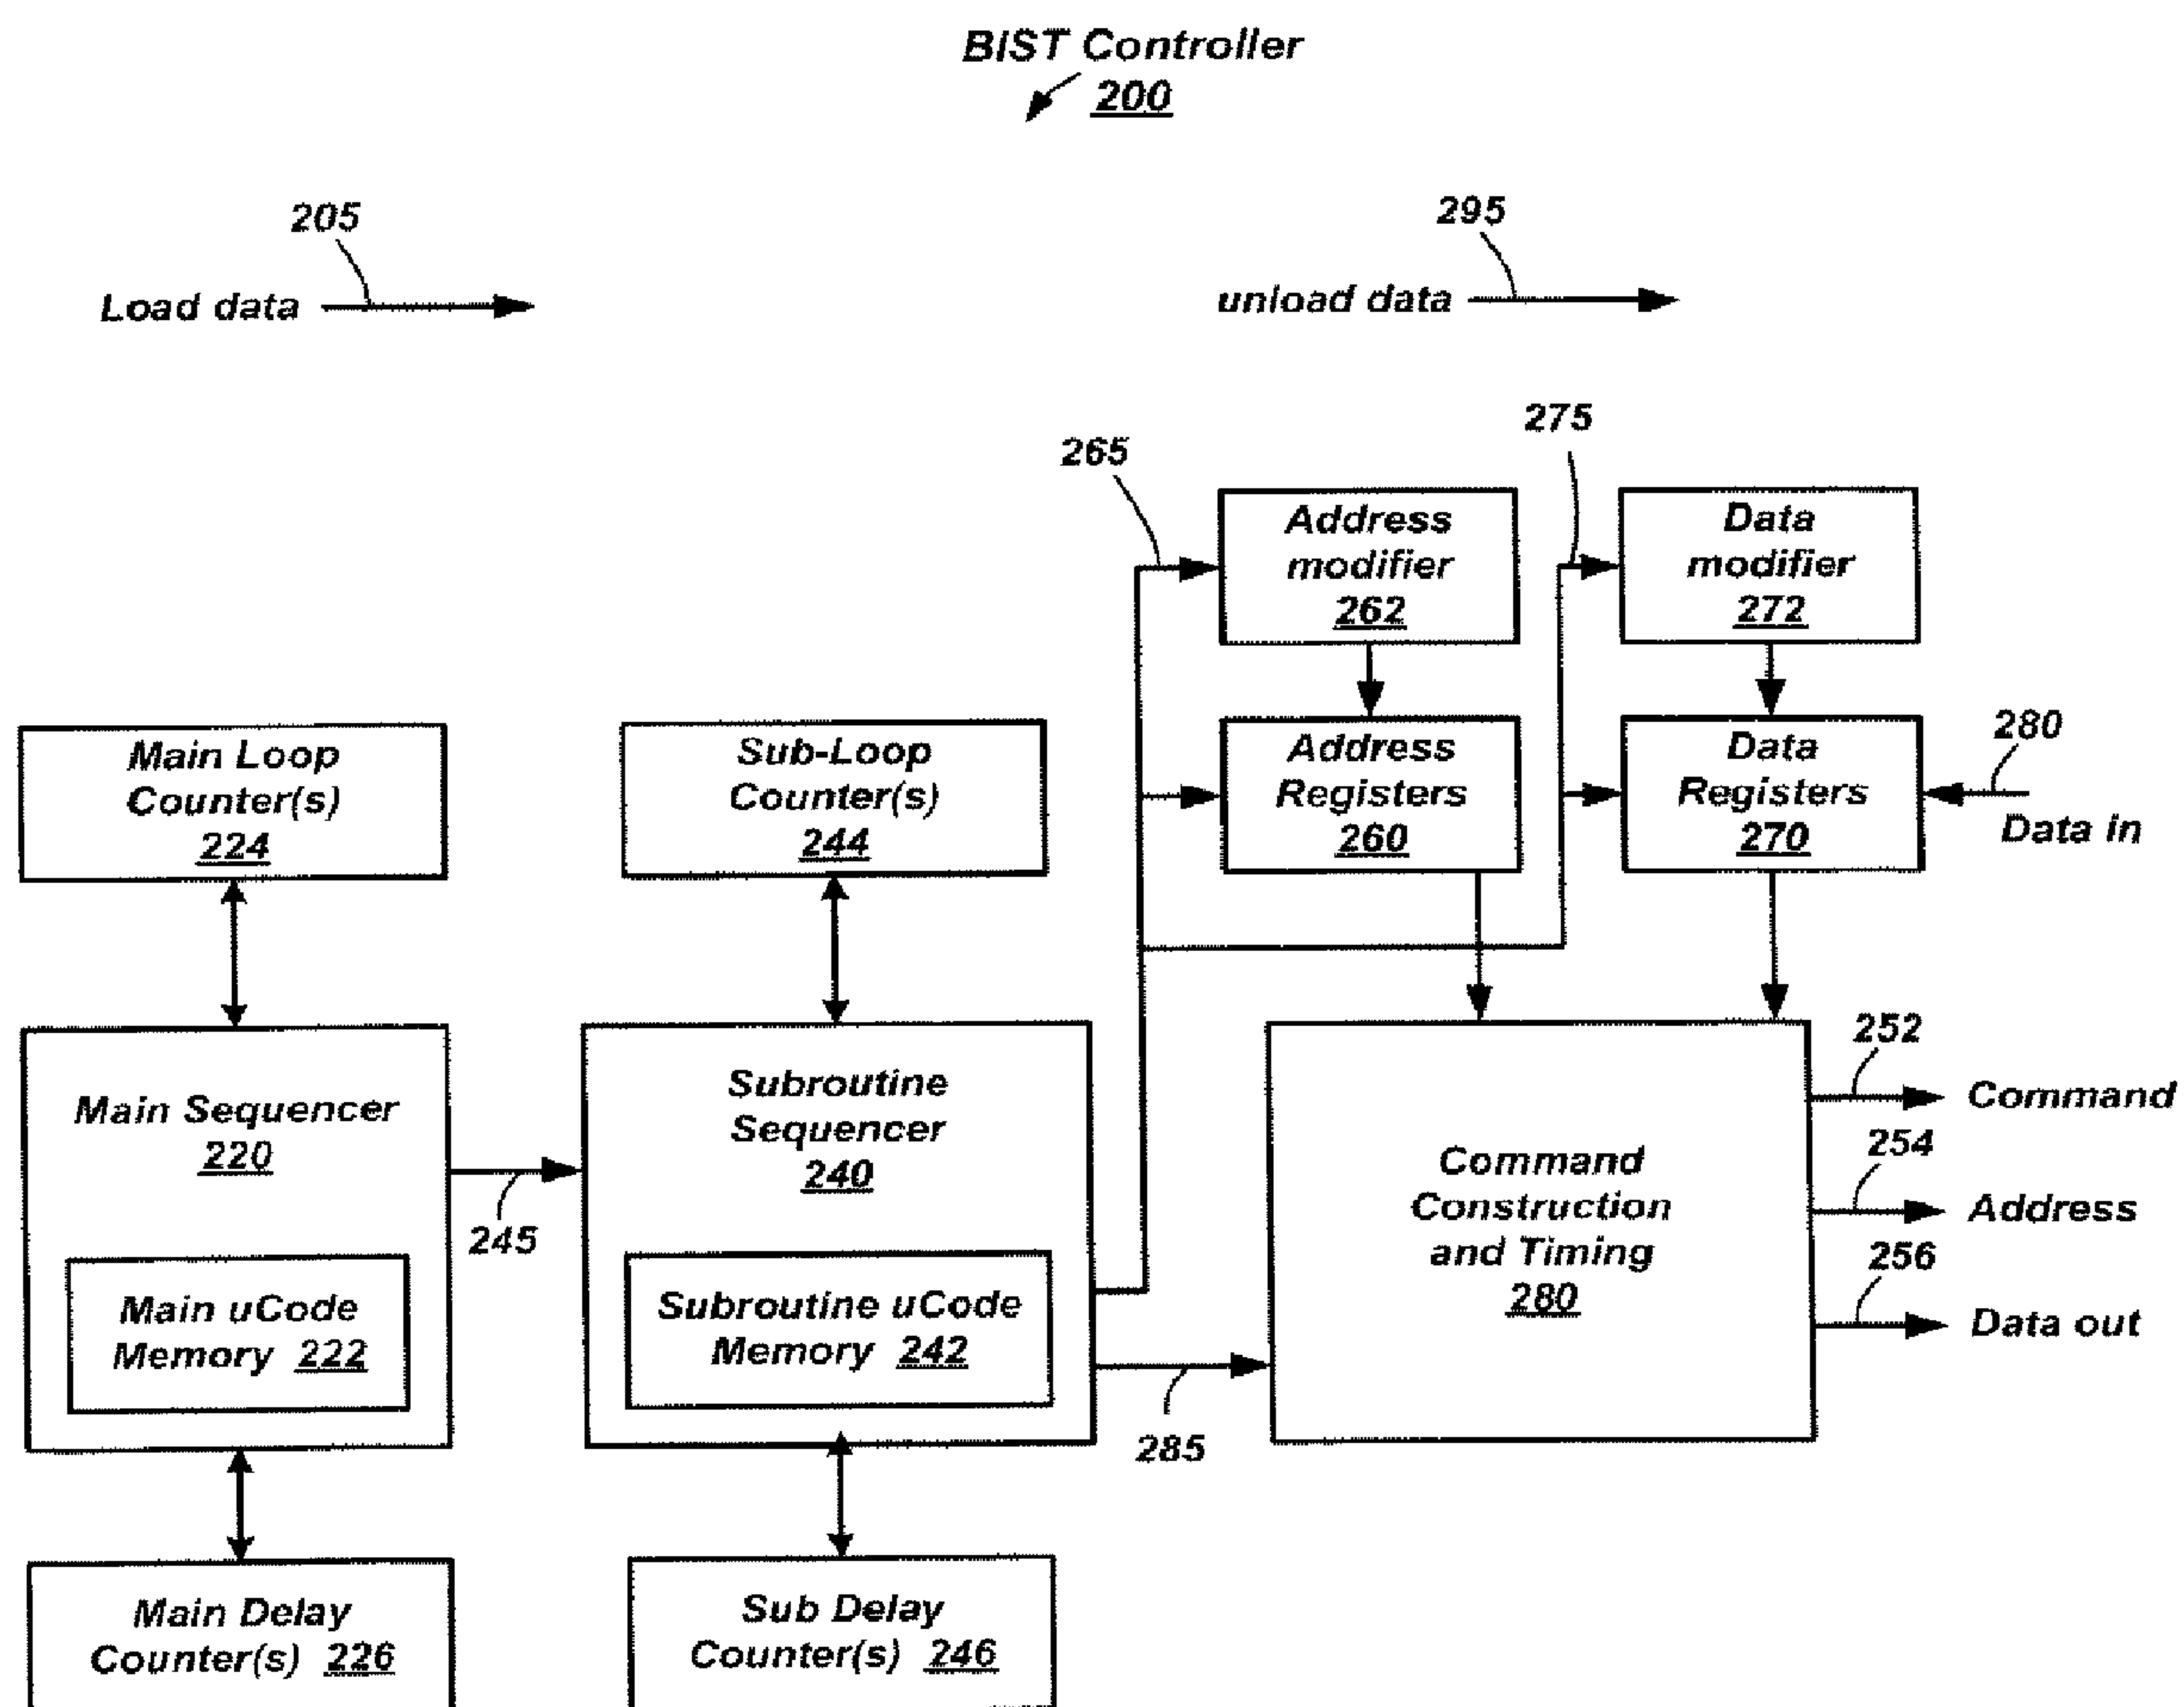 BIST Controller
200
205
Load data
295
unload data
265
275
Address
modifier
262
Data
modifier
272
Main Loop
Counter(s)
224
Sub-Loop
Counter(s)
244
Address
Registers
260
Data
Registers
270
280
Data in
Main Sequencer
220
Main uCode
Memory 222
245
Subroutine
Sequencer
240
Subroutine uCode
Memory 242
285
Command
Construction
and Timing
280
252
Command
254
Address
256
Data out
Main Delay
Counter(s) 226
Sub Delay
Counter(s) 246